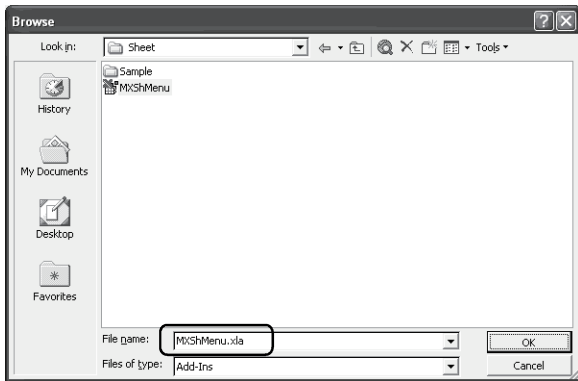 Browse
Look in: Sheet Tools
Sample
MXShMenu
History
My Documents
Desktop
Favorites
File name: MXShMenu.xla OK
Files of type: Add-Ins Cancel